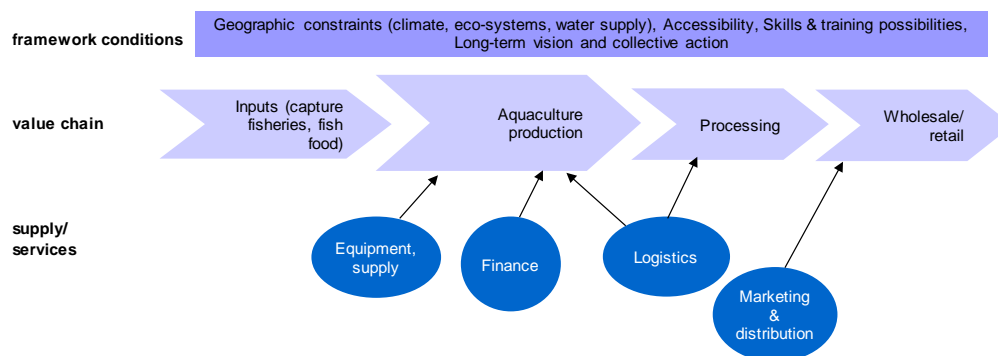 Geographic constraints (climate, eco-systems, water supply), Accessibility, Skills & training possibilities,
Long-term vision and collective action
framework conditions
value chain
Inputs (capture
fisheries, fish
food)
Aquaculture
production
Processing
Wholesale/
retail
supply/
services
Equipment,
supply
Finance
Logistics
Marketing
&
distribution